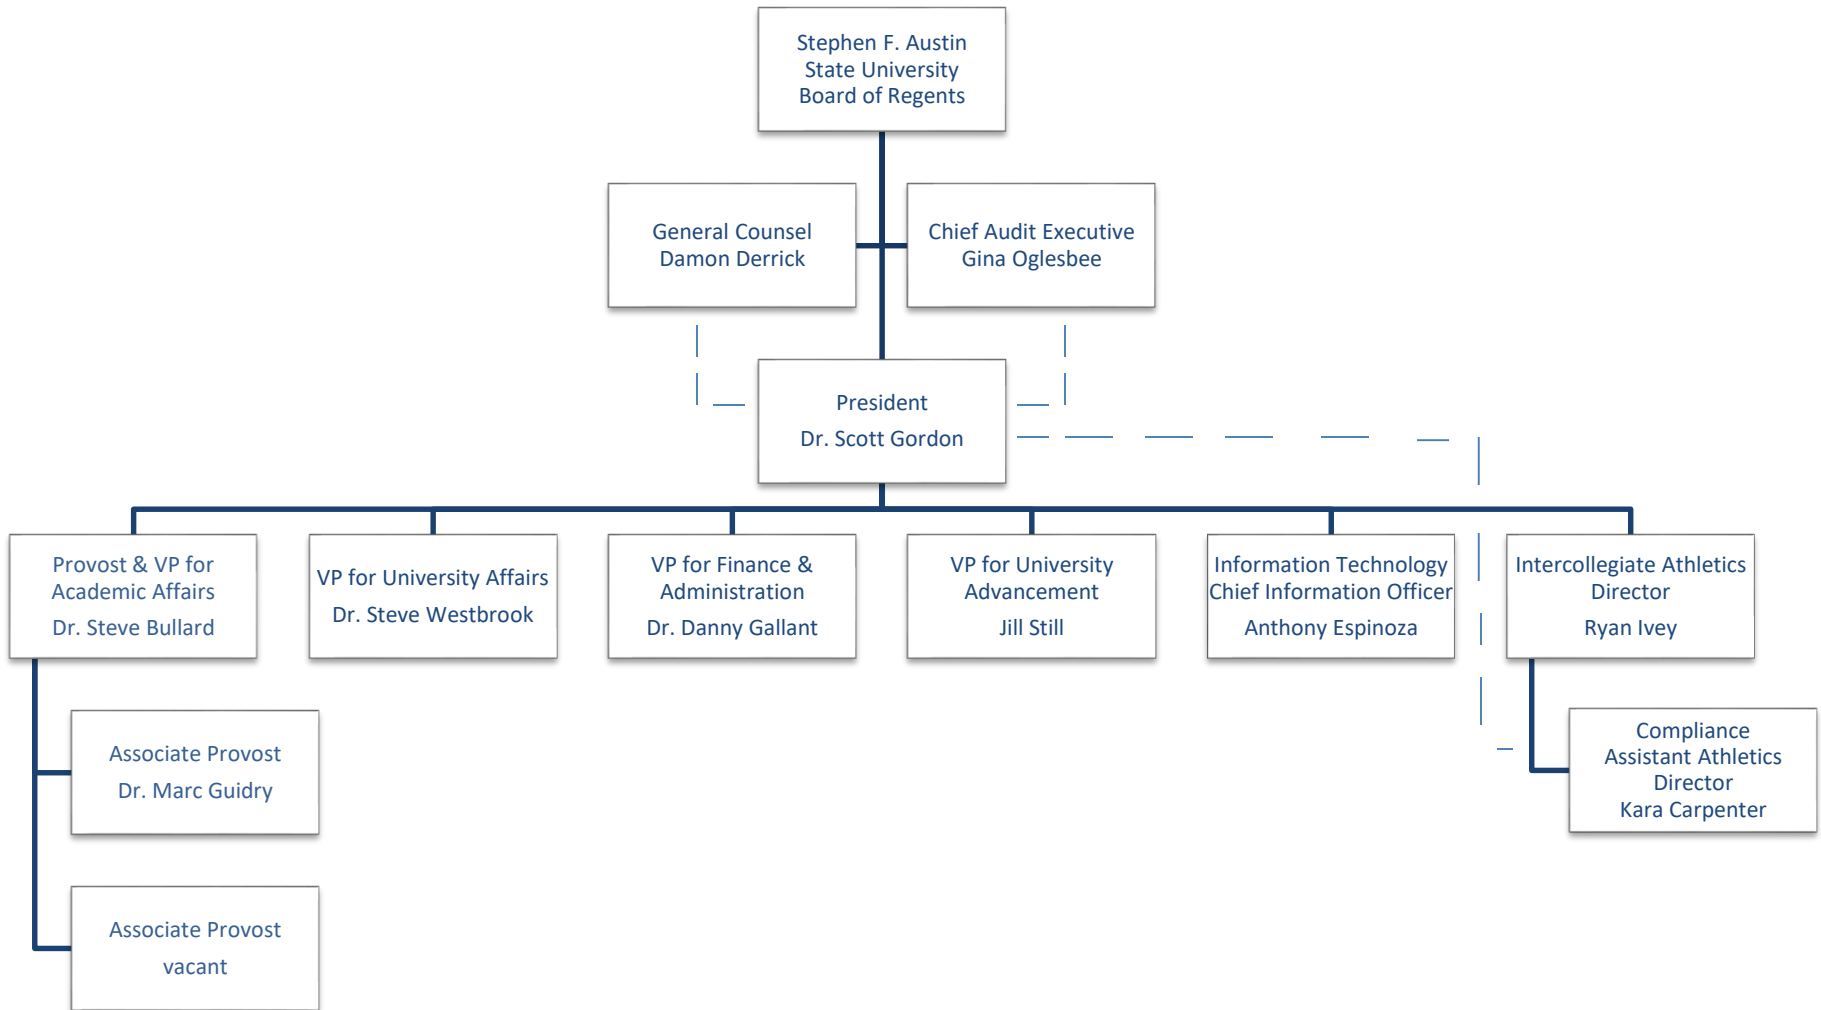 Stephen F. Austin
State University
Board of Regents
General Counsel
Damon Derrick
Chief Audit Executive
Gina Oglesbee
President
Dr. Scott Gordon
Provost & VP for
Academic Affairs
Dr. Steve Bullard
VP for University Affairs
Dr. Steve Westbrook
VP for Finance &
Administration
Dr. Danny Gallant
VP for University
Advancement
Jill Still
Information Technology
Chief Information Officer
Anthony Espinoza
Intercollegiate Athletics
Director
Ryan Ivey
Associate Provost
Dr. Marc Guidry
Compliance
Assistant Athletics
Director
Kara Carpenter
Associate Provost
vacant